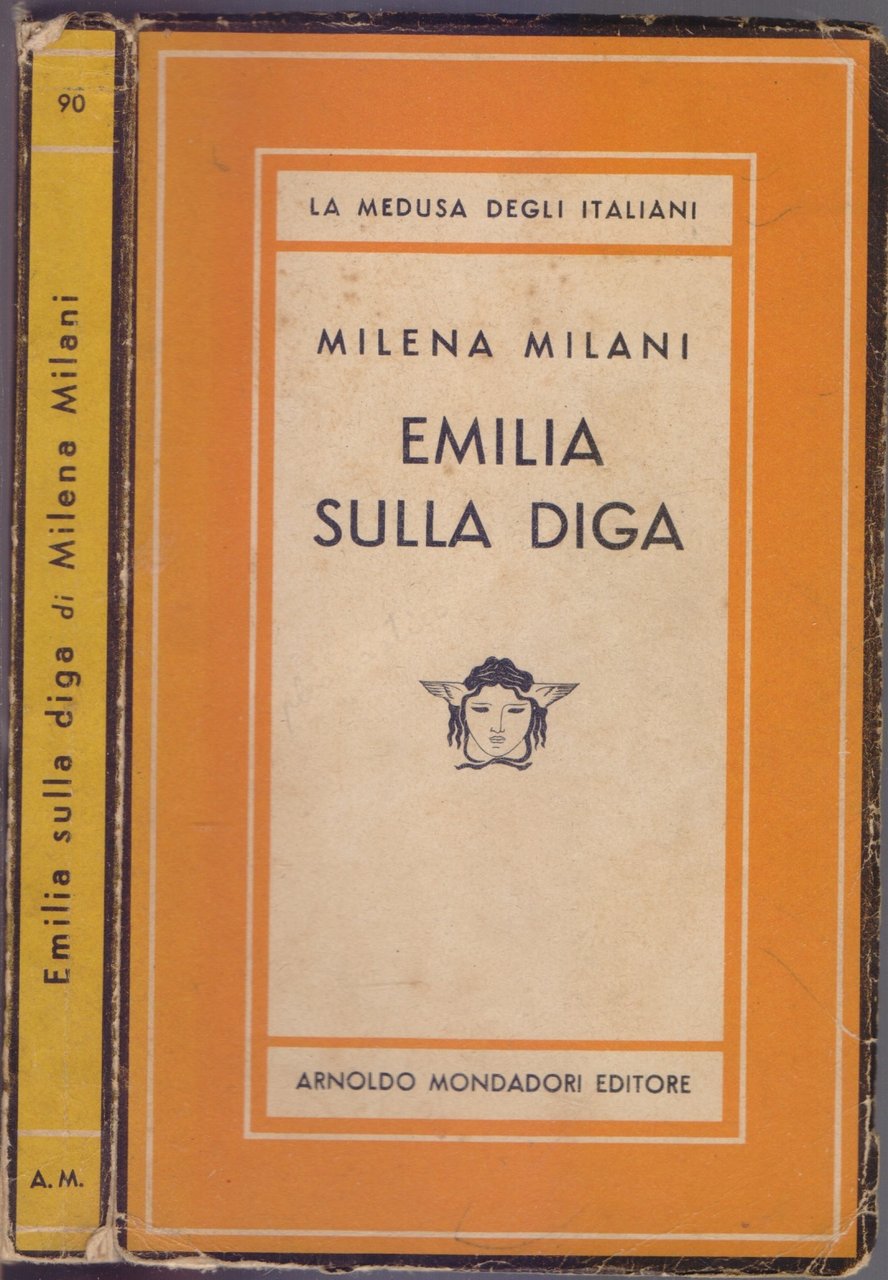 90
Emilia sulla diga di Milena Milani
A. M.
LA MEDUSA DEGLI ITALIANI
MILENA MILANI
EMILIA
SULLA DIGA
ARNOLDO MONDADORI EDITORE